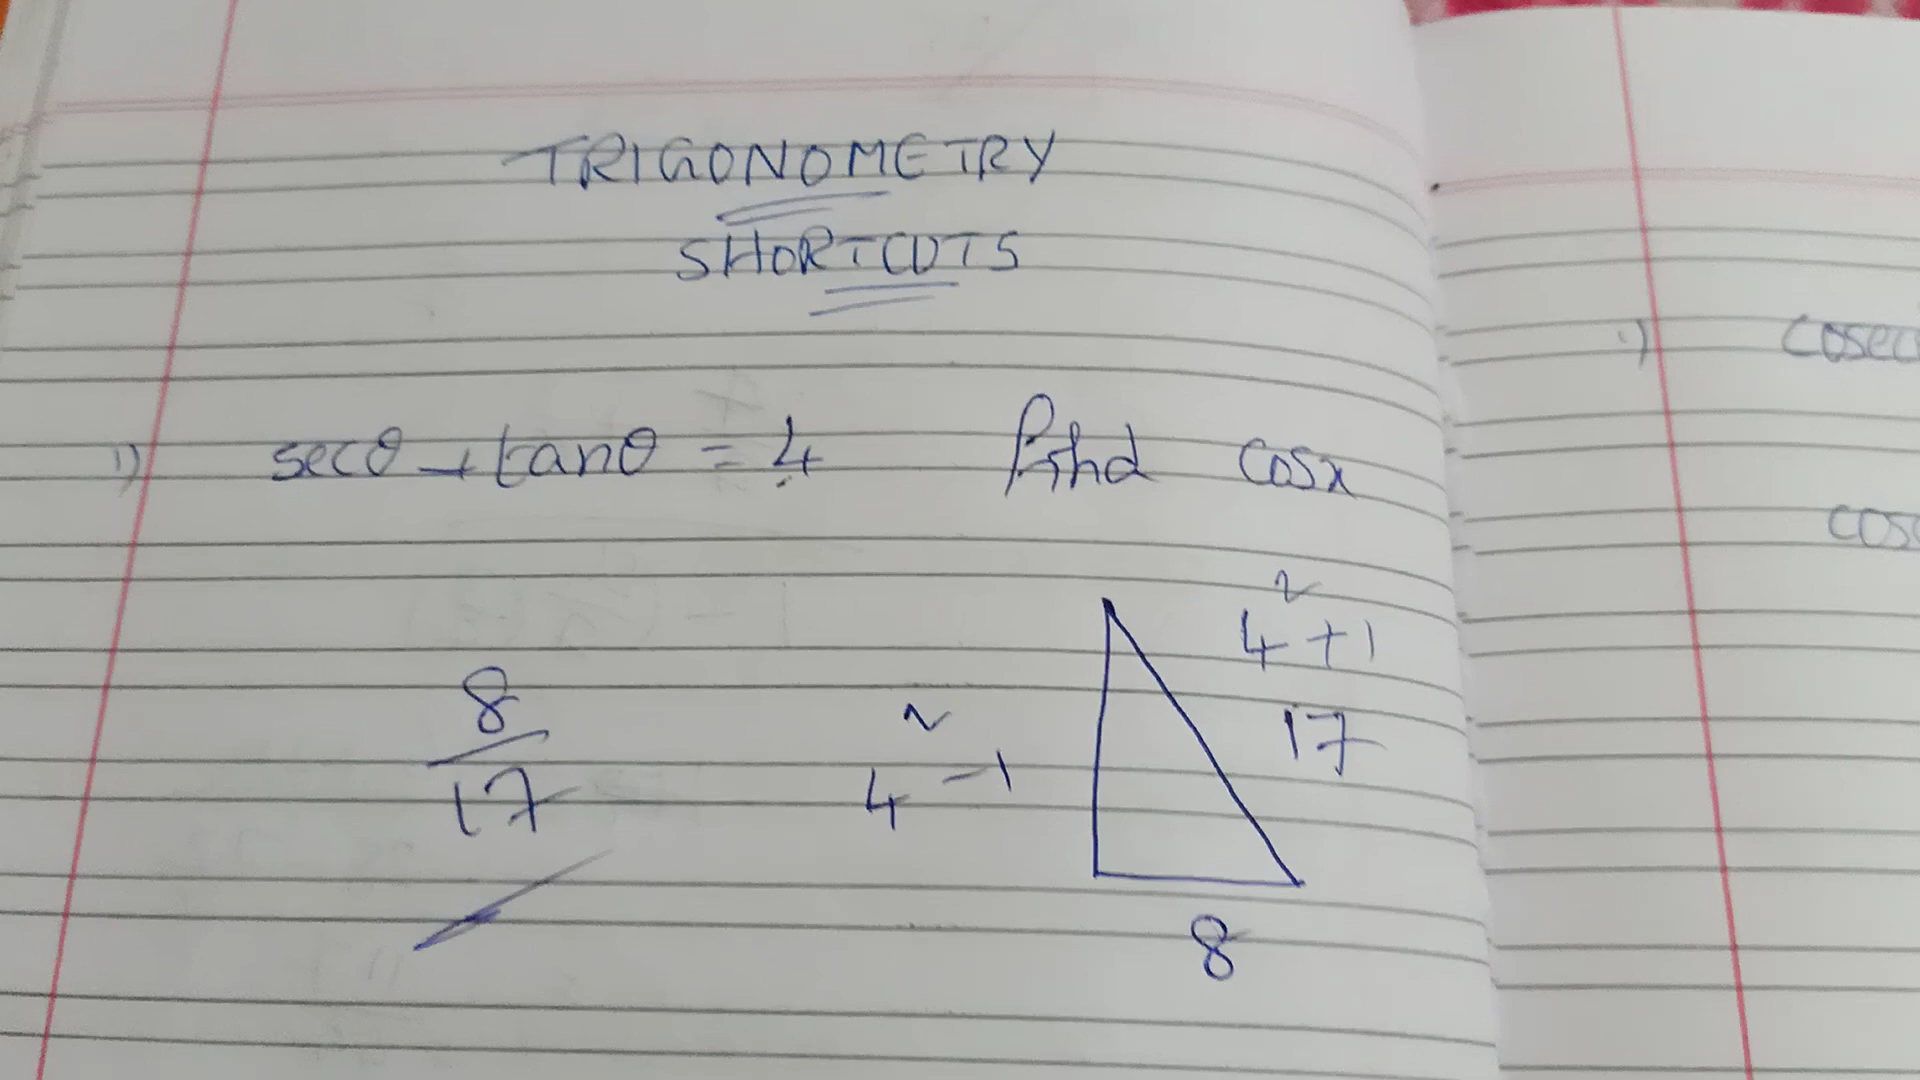 TRIGONOMETRY
SHORTCUTS
1) secθ + tanθ = 4 find cosx
4² + 1
17
8/17
4² - 1
8
1) cosec
cos